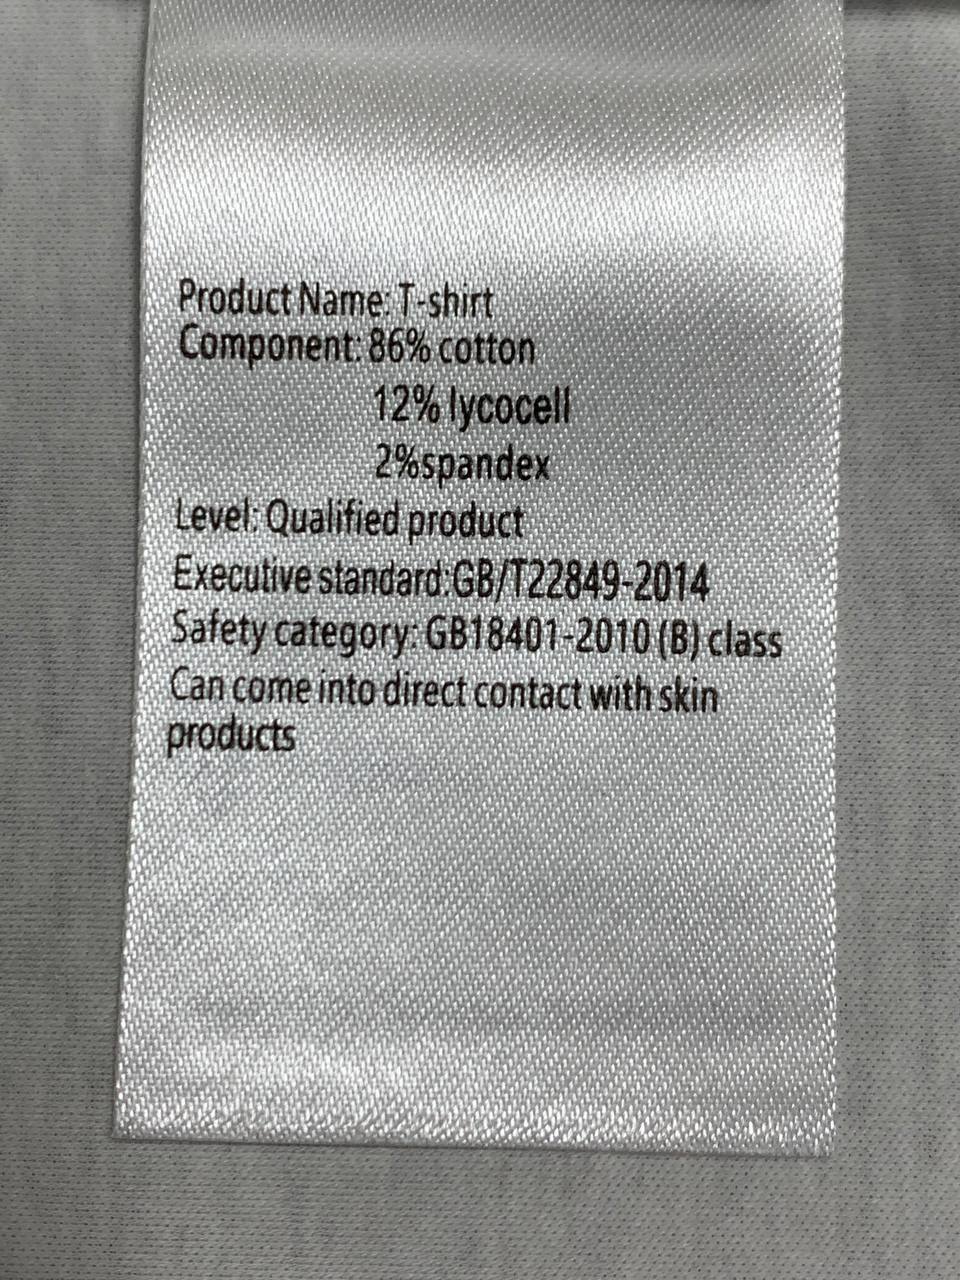 Product Name: T-shirt
Component: 86% cotton
12% lycocell
2%spandex
Level: Qualified product
Executive standard:GB/T22849-2014
Safety category: GB18401-2010 (B) class
Can come into direct contact with skin
products